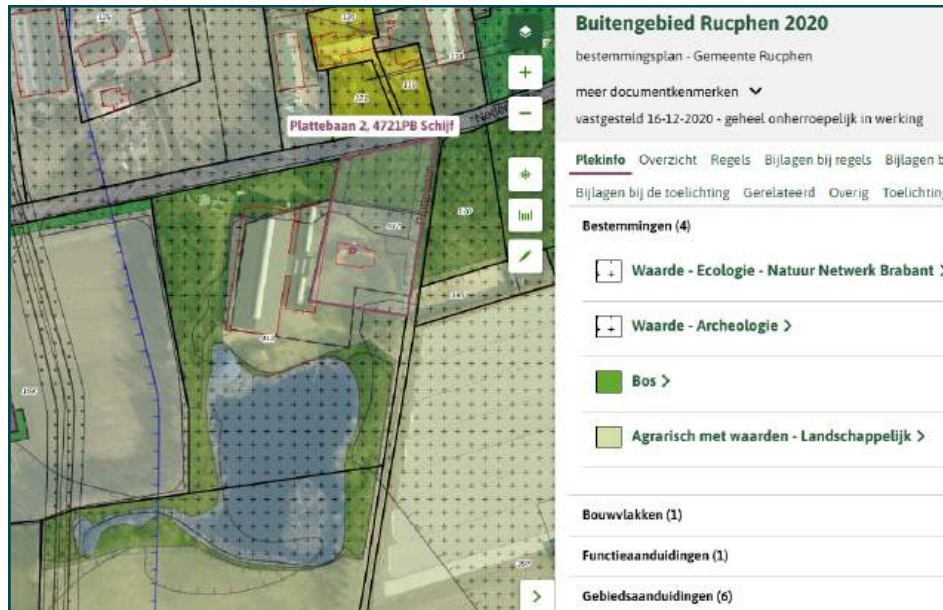 Plattebaan 2, 4721PB Schijf
Buitengebied Rucphen 2020
bestemmingsplan - Gemeente Rucphen
meer documentkenmerken
vastgesteld 16-12-2020 - geheel onherroepelijk in werking
Plekinfo Overzicht Regels Bijlagen bij regels Bijlagen b
Bijlagen bij de toelichting Gerelateerd Overig Toelichtin
Bestemmingen (4)
Waarde - Ecologie - Natuur Netwerk Brabant >
Waarde - Archeologie >
Bos >
Agrarisch met waarden - Landschappelijk >
Bouwvlakken (1)
Functieaanduidingen (1)
Gebiedsaanduidingen (6)